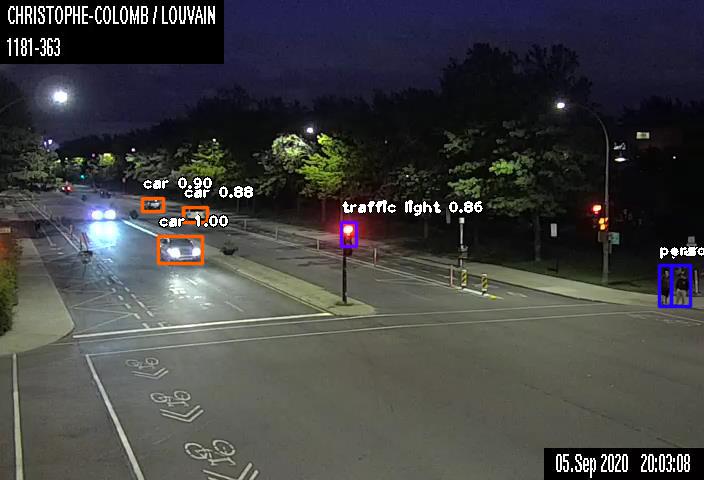 CHRISTOPHE-COLOMB / LOUVAIN
1181-363
car 0.90
car 0.88
car 1.00
traffic light 0.86
05.Sep 2020 20:03:08